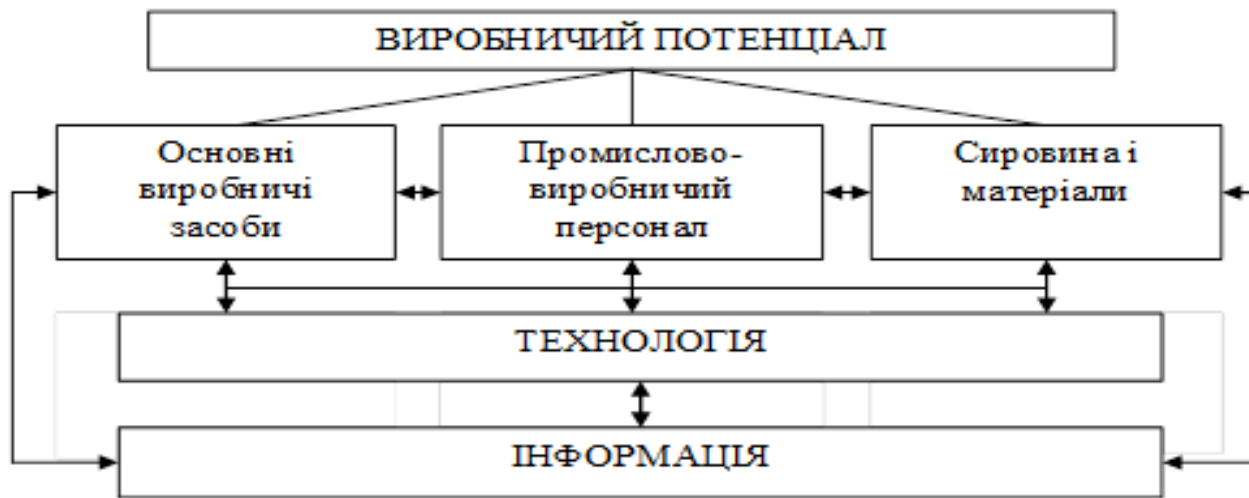 ВИРОБНИЧИЙ ПОТЕНЦІАЛ
Основні
виробничі
засоби
Промислово-
виробничий
персонал
Сировина і
матеріали
ТЕХНОЛОГІЯ
ІНФОРМАЦІЯ